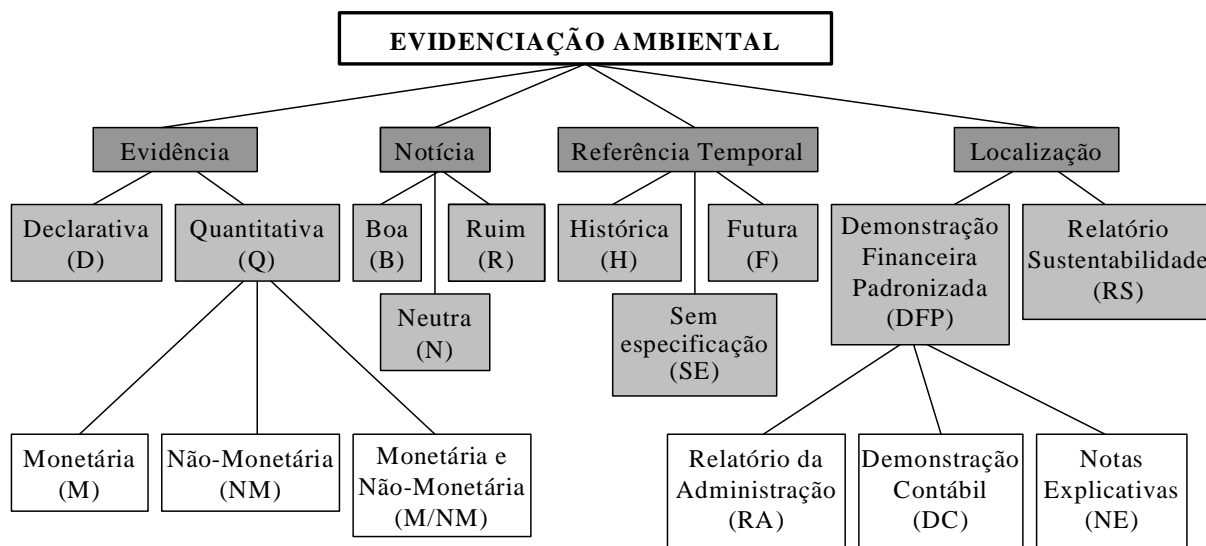 EVIDENCIAÇÃO AMBIENTAL
Evidência
Notícia
Referência Temporal
Localização
Declarativa
(D)
Quantitativa
(Q)
Boa
(B)
Ruim
(R)
Neutra
(N)
Histórica
(H)
Futura
(F)
Sem
especificação
(SE)
Demonstração
Financeira
Padronizada
(DFP)
Relatório
Sustentabilidade
(RS)
Monetária
(M)
Não-Monetária
(NM)
Monetária e
Não-Monetária
(M/NM)
Relatório da
Administração
(RA)
Demonstração
Contábil
(DC)
Notas
Explicativas
(NE)